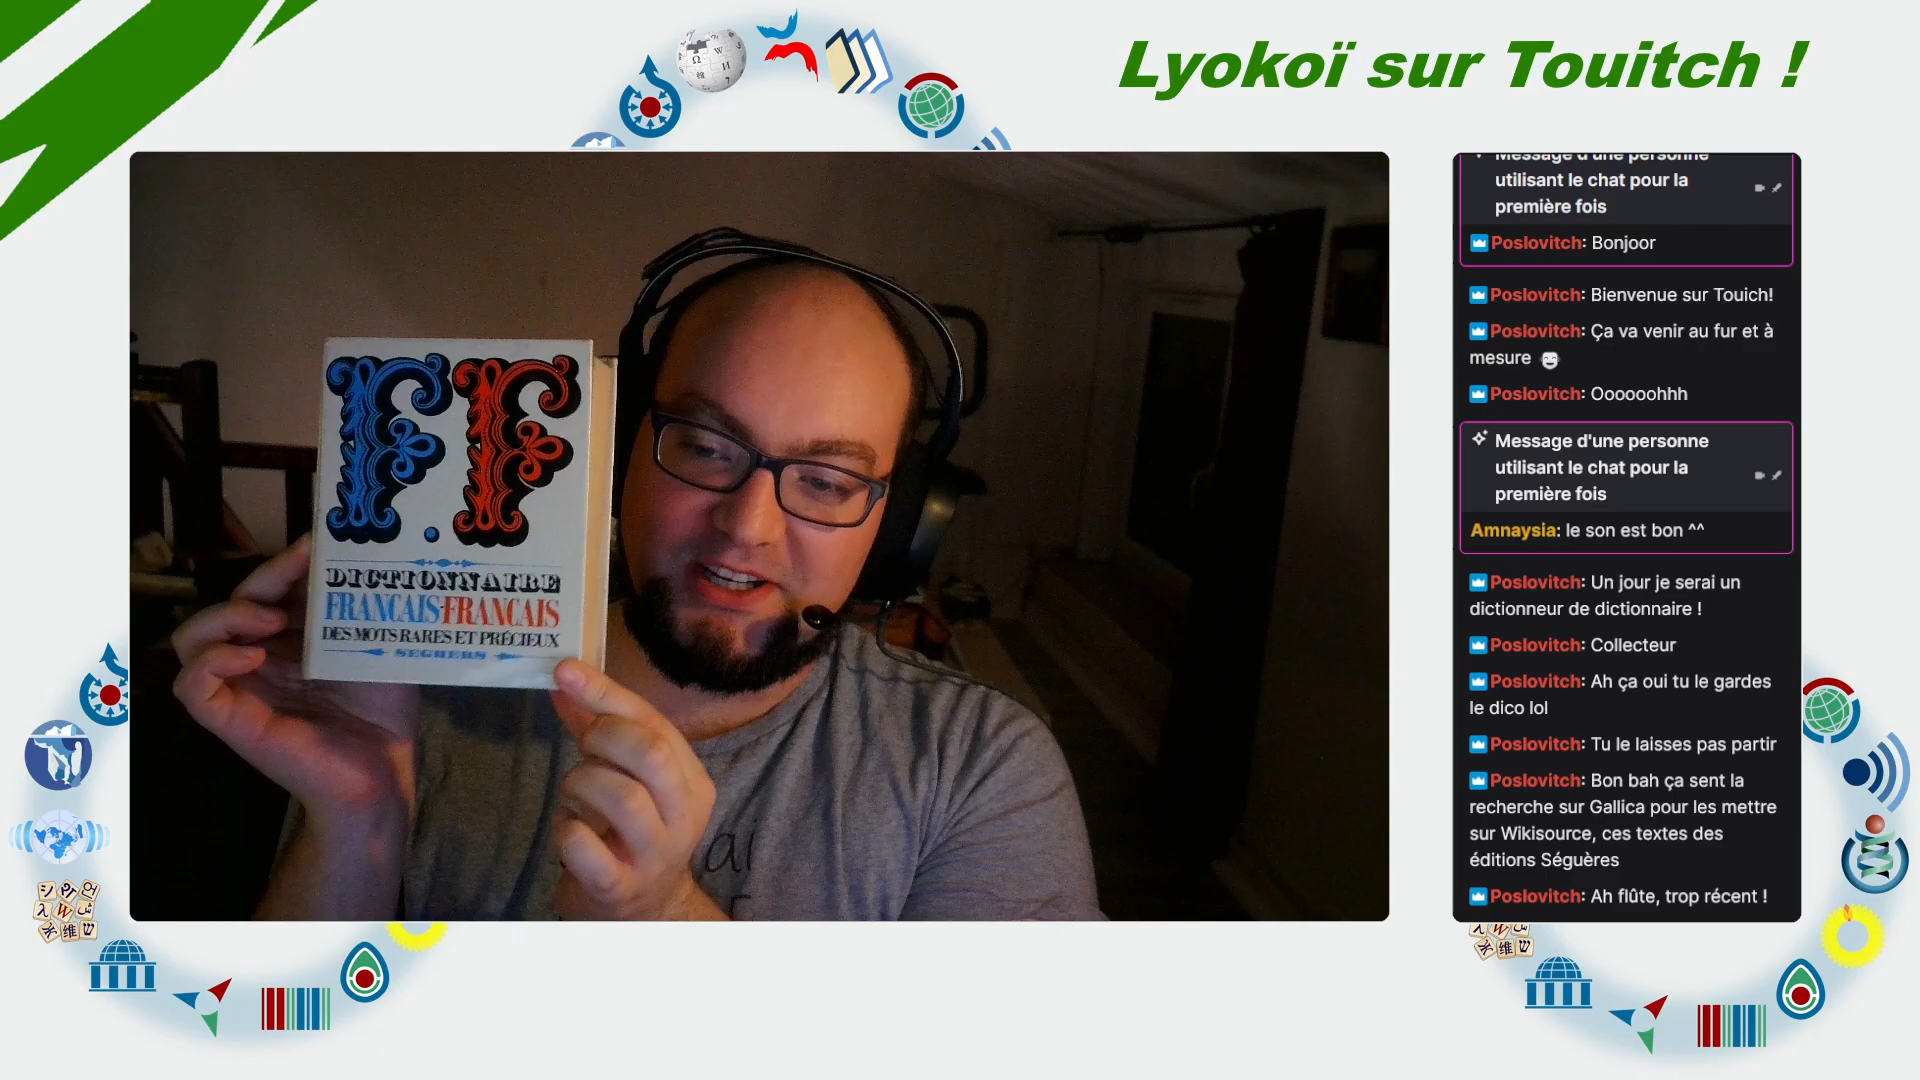 Lyokoï sur Touitch !
F.F
DICTIONNAIRE
FRANÇAIS-FRANÇAIS
DES MOTS RARES ET PRÉCIEUX
SEGHERS
ai
Message d'une personne
utilisant le chat pour la
première fois
Poslovitch: Bonjoor
Poslovitch: Bienvenue sur Touich!
Poslovitch: Ça va venir au fur et à
mesure
Poslovitch: Oooooohhh
Message d'une personne
utilisant le chat pour la
première fois
Amnaysia: le son est bon ^^
Poslovitch: Un jour je serai un
dictionneur de dictionnaire !
Poslovitch: Collecteur
Poslovitch: Ah ça oui tu le gardes
le dico lol
Poslovitch: Tu le laisses pas partir
Poslovitch: Bon bah ça sent la
recherche sur Gallica pour les mettre
sur Wikisource, ces textes des
éditions Séguères
Poslovitch: Ah flûte, trop récent !